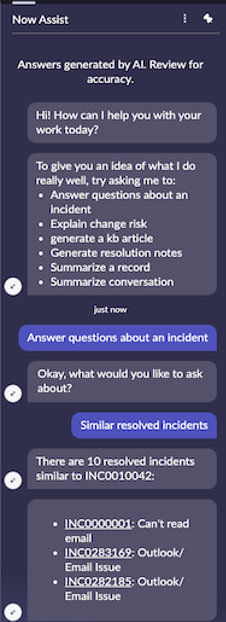 Now Assist
Answers generated by AI. Review for
accuracy.
Hi! How can I help you with your
work today?
To give you an idea of what I do
really well, try asking me to:
• Answer questions about an
incident
• Explain change risk
• generate a kb article
• Generate resolution notes
• Summarize a record
• Summarize conversation
just now
Answer questions about an incident
Okay, what would you like to ask
about?
Similar resolved incidents
There are 10 resolved incidents
similar to INC0010042:
• INC0000001: Can't read
email
• INC0283169: Outlook/
Email Issue
• INC0282185: Outlook/
Email Issue